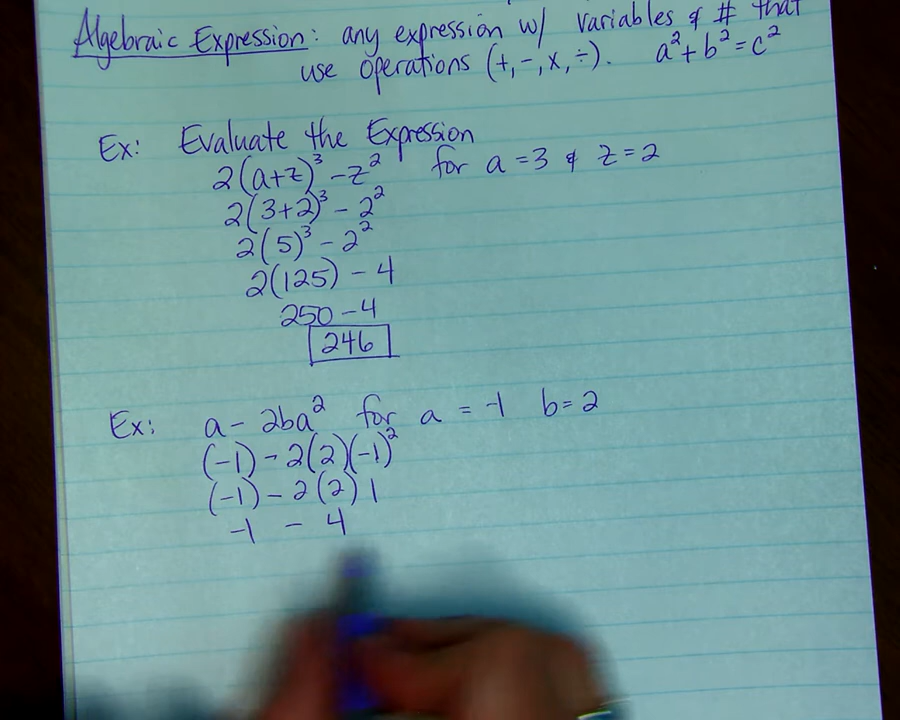 Algebraic Expression: any expression w/ variables & # that
use operations (+, -, x, ÷). a² + b² = c²
Ex: Evaluate the Expression
2(a+z)³ - z² for a = 3 & z = 2
2(3+2)³ - 2²
2(5)³ - 2²
2(125) - 4
250 - 4
246
Ex: a - 2ba² for a = -1 b = 2
(-1) - 2(2)(-1)²
(-1) - 2(2) 1
-1 - 4